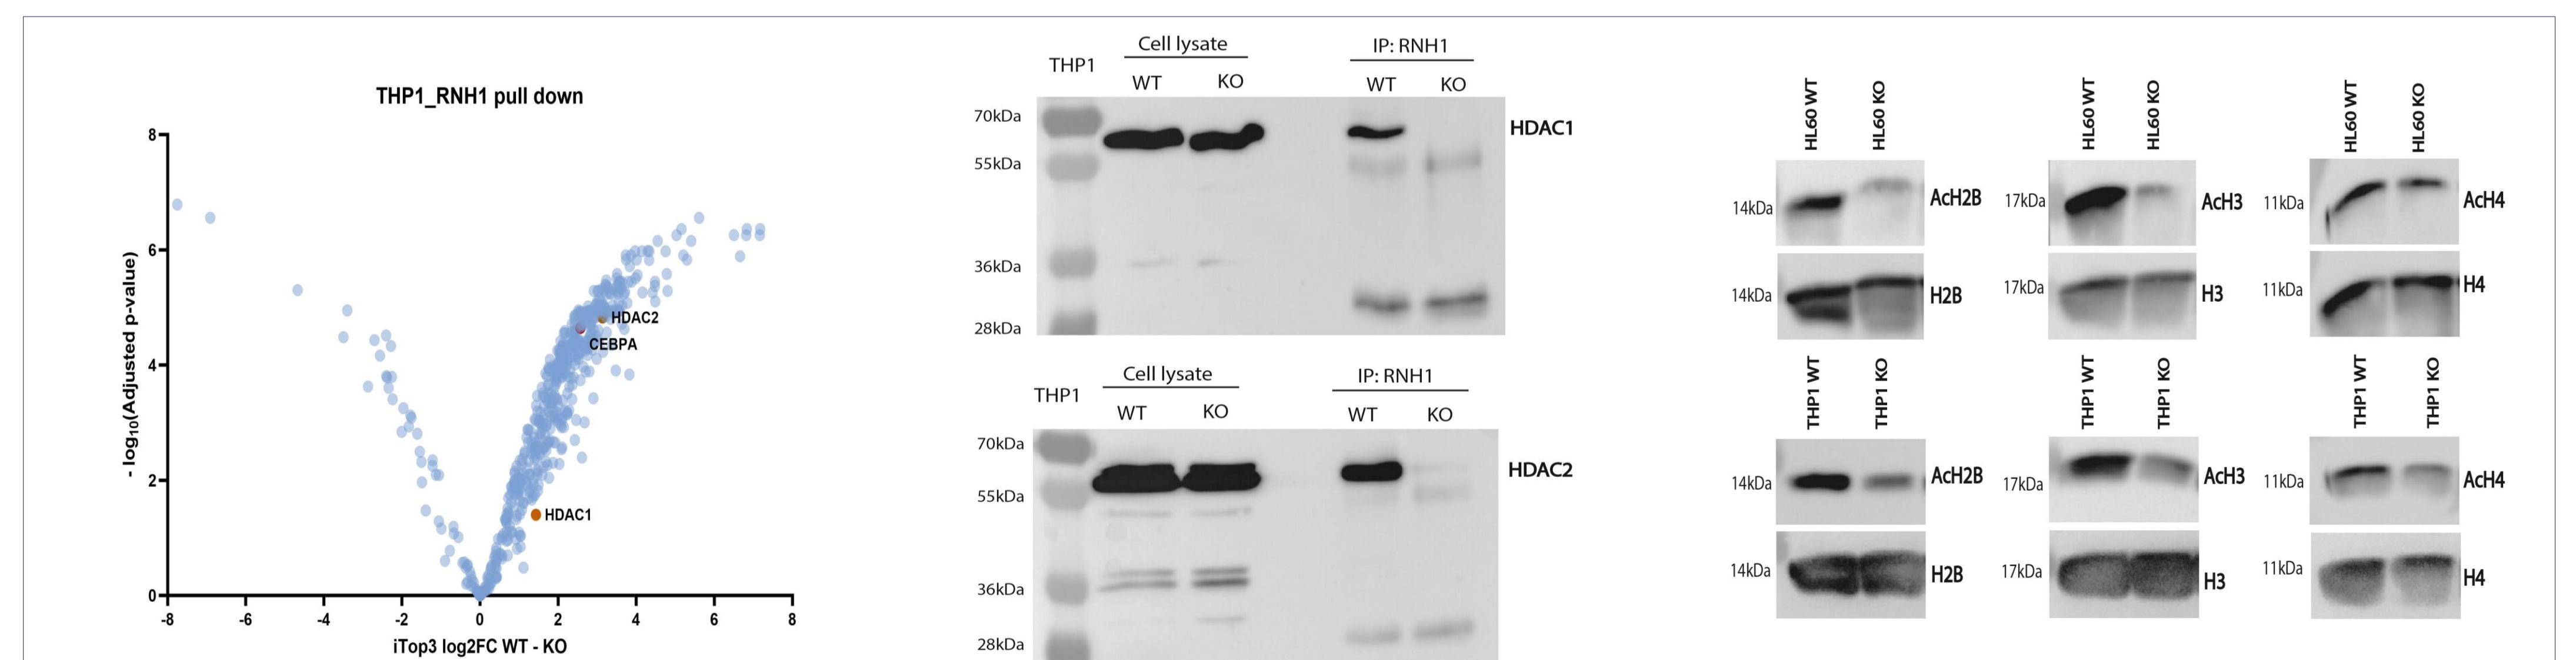 THP1_RNH1 pull down
- log10(Adjusted p-value)
8
6
4
2
0
HDAC2
CEBPA
HDAC1
-8 -6 -4 -2 0 2 4 6 8
iTop3 log2FC WT - KO
Cell lysate IP: RNH1
THP1 WT KO WT KO
70kDa
HDAC1
55kDa
36kDa
28kDa
Cell lysate IP: RNH1
THP1 WT KO WT KO
70kDa
HDAC2
55kDa
36kDa
28kDa
HL60 WT HL60 KO HL60 WT HL60 KO HL60 WT HL60 KO
14kDa AcH2B 17kDa AcH3 11kDa AcH4
14kDa H2B 17kDa H3 11kDa H4
THP1 WT THP1 KO THP1 WT THP1 KO THP1 WT THP1 KO
14kDa AcH2B 17kDa AcH3 11kDa AcH4
14kDa H2B 17kDa H3 11kDa H4